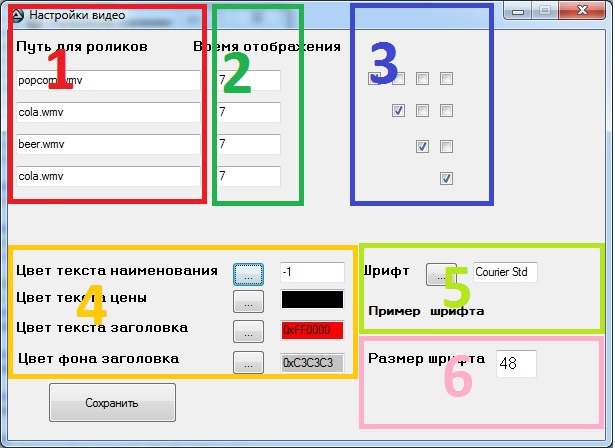 Настройки видео
Путь для роликов Время отображения
1 2 3
popcorn.wmv 7
cola.wmv 7
beer.wmv 7
cola.wmv 7
Цвет текста наименования ... -1 Шрифт ... Courier Std
Цвет текста цены ... Пример шрифта
4 5
Цвет текста заголовка ... 0xFF0000
Цвет фона заголовка ... 0xC3C3C3 Размер шрифта 48
6
Сохранить